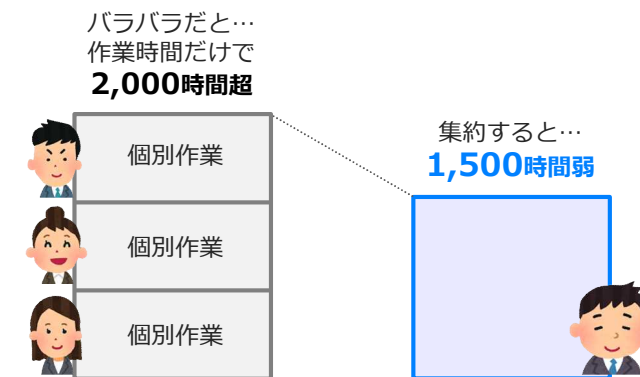 バラバラだと…
作業時間だけで
2,000時間超
個別作業
個別作業
個別作業
集約すると…
1,500時間弱